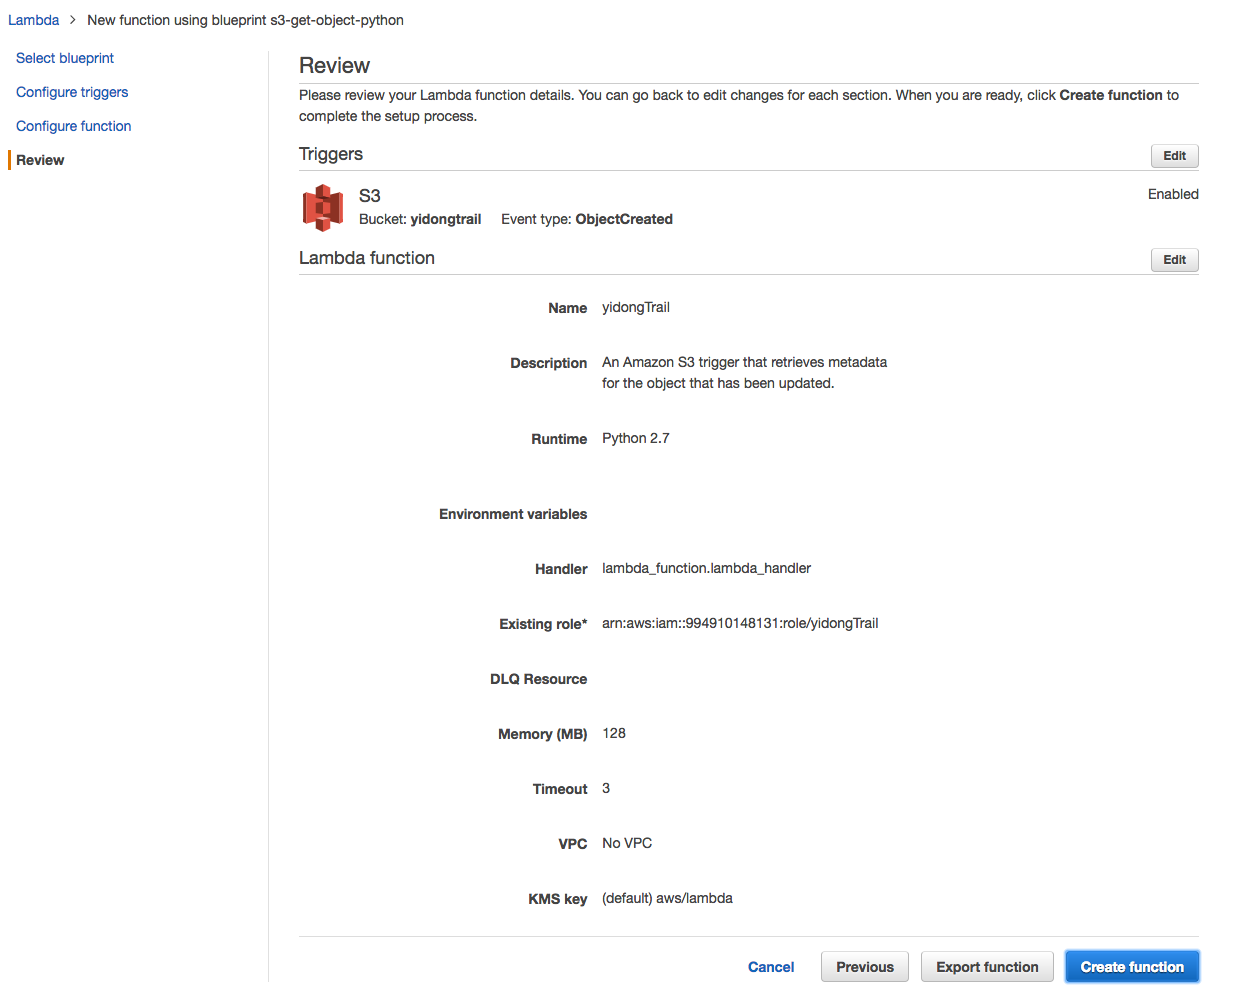 Lambda > New function using blueprint s3-get-object-python
Select blueprint
Configure triggers
Configure function
Review
Review
Please review your Lambda function details. You can go back to edit changes for each section. When you are ready, click Create function to
complete the setup process.
Triggers
Edit
S3
Enabled
Bucket: yidongtrail Event type: ObjectCreated
Lambda function
Edit
Name yidongTrail
Description An Amazon S3 trigger that retrieves metadata
for the object that has been updated.
Runtime Python 2.7
Environment variables
Handler lambda_function.lambda_handler
Existing role* arn:aws:iam::994910148131:role/yidongTrail
DLQ Resource
Memory (MB) 128
Timeout 3
VPC No VPC
KMS key (default) aws/lambda
Cancel Previous Export function Create function